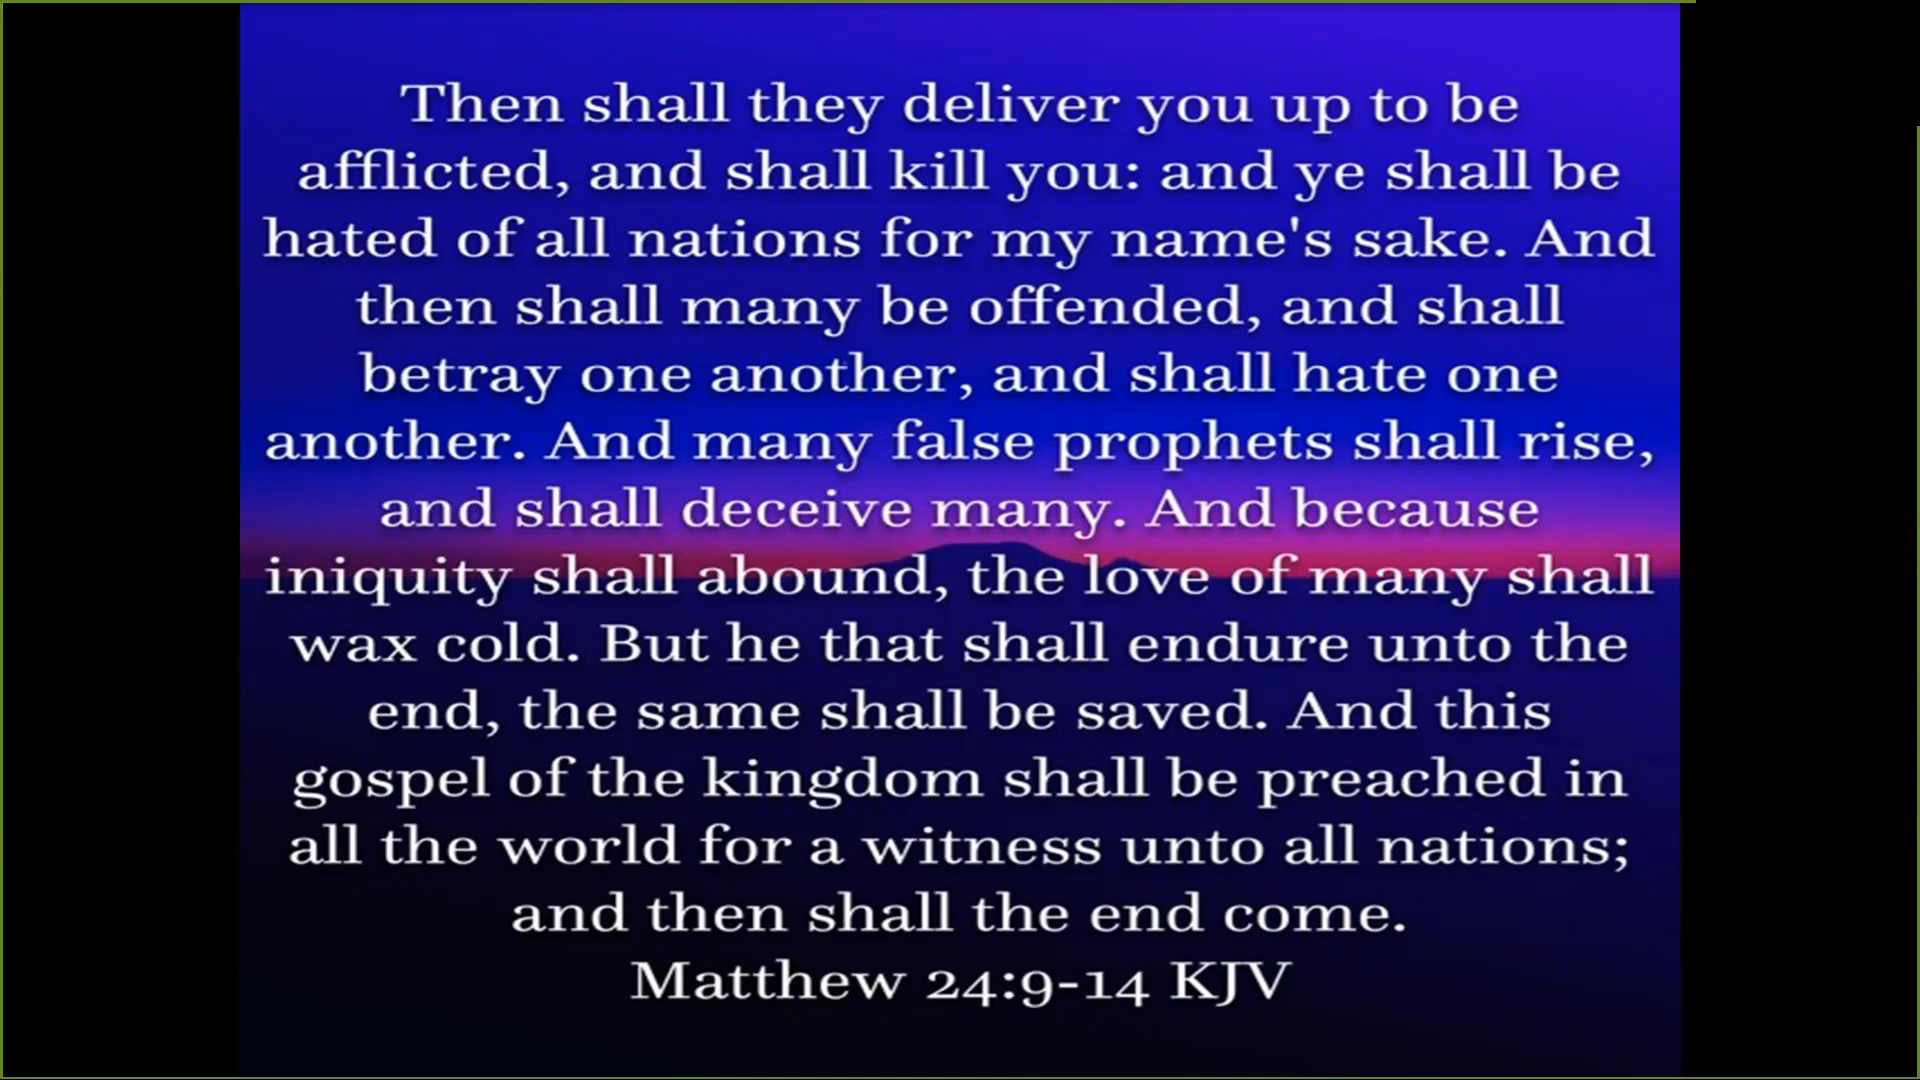 Then shall they deliver you up to be
afflicted, and shall kill you: and ye shall be
hated of all nations for my name's sake. And
then shall many be offended, and shall
betray one another, and shall hate one
another. And many false prophets shall rise,
and shall deceive many. And because
iniquity shall abound, the love of many shall
wax cold. But he that shall endure unto the
end, the same shall be saved. And this
gospel of the kingdom shall be preached in
all the world for a witness unto all nations;
and then shall the end come.
Matthew 24:9-14 KJV